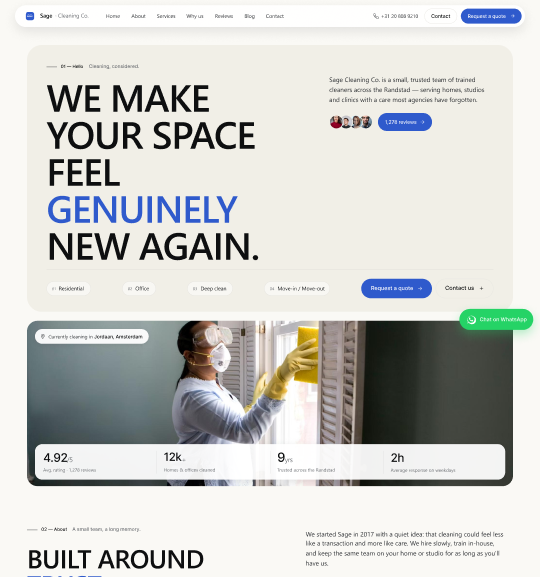 Sage Cleaning Co. Home About Services Why us Reviews Blog Contact +31 20 888 9210 Contact Request a quote →
01 — Hello Cleaning, considered.
WE MAKE
YOUR SPACE
FEEL
GENUINELY
NEW AGAIN.
Sage Cleaning Co. is a small, trusted team of trained
cleaners across the Randstad — serving homes, studios
and clinics with a care most agencies have forgotten.
1,278 reviews →
01 Residential 02 Office 03 Deep clean 04 Move-in / Move-out Request a quote → Contact us +
Chat on WhatsApp
Currently cleaning in Jordaan, Amsterdam
4.92/5 12k+ 9yrs 2h
Avg. rating · 1,278 reviews Homes & offices cleaned Trusted across the Randstad Average response on weekdays
02 — About A small team, a long memory.
BUILT AROUND
We started Sage in 2017 with a quiet idea: that cleaning could feel less
like a transaction and more like care. We hire slowly, train in-house,
and keep the same team on your home or studio for as long as you'll
have us.